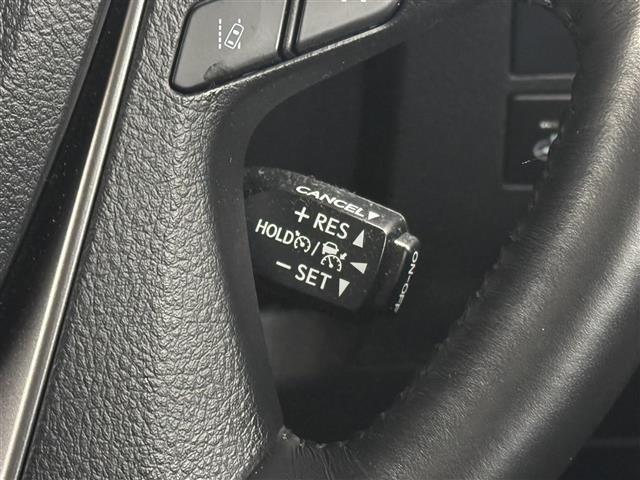 CANCEL
+ RES
HOLD /
− SET
ON-OFF